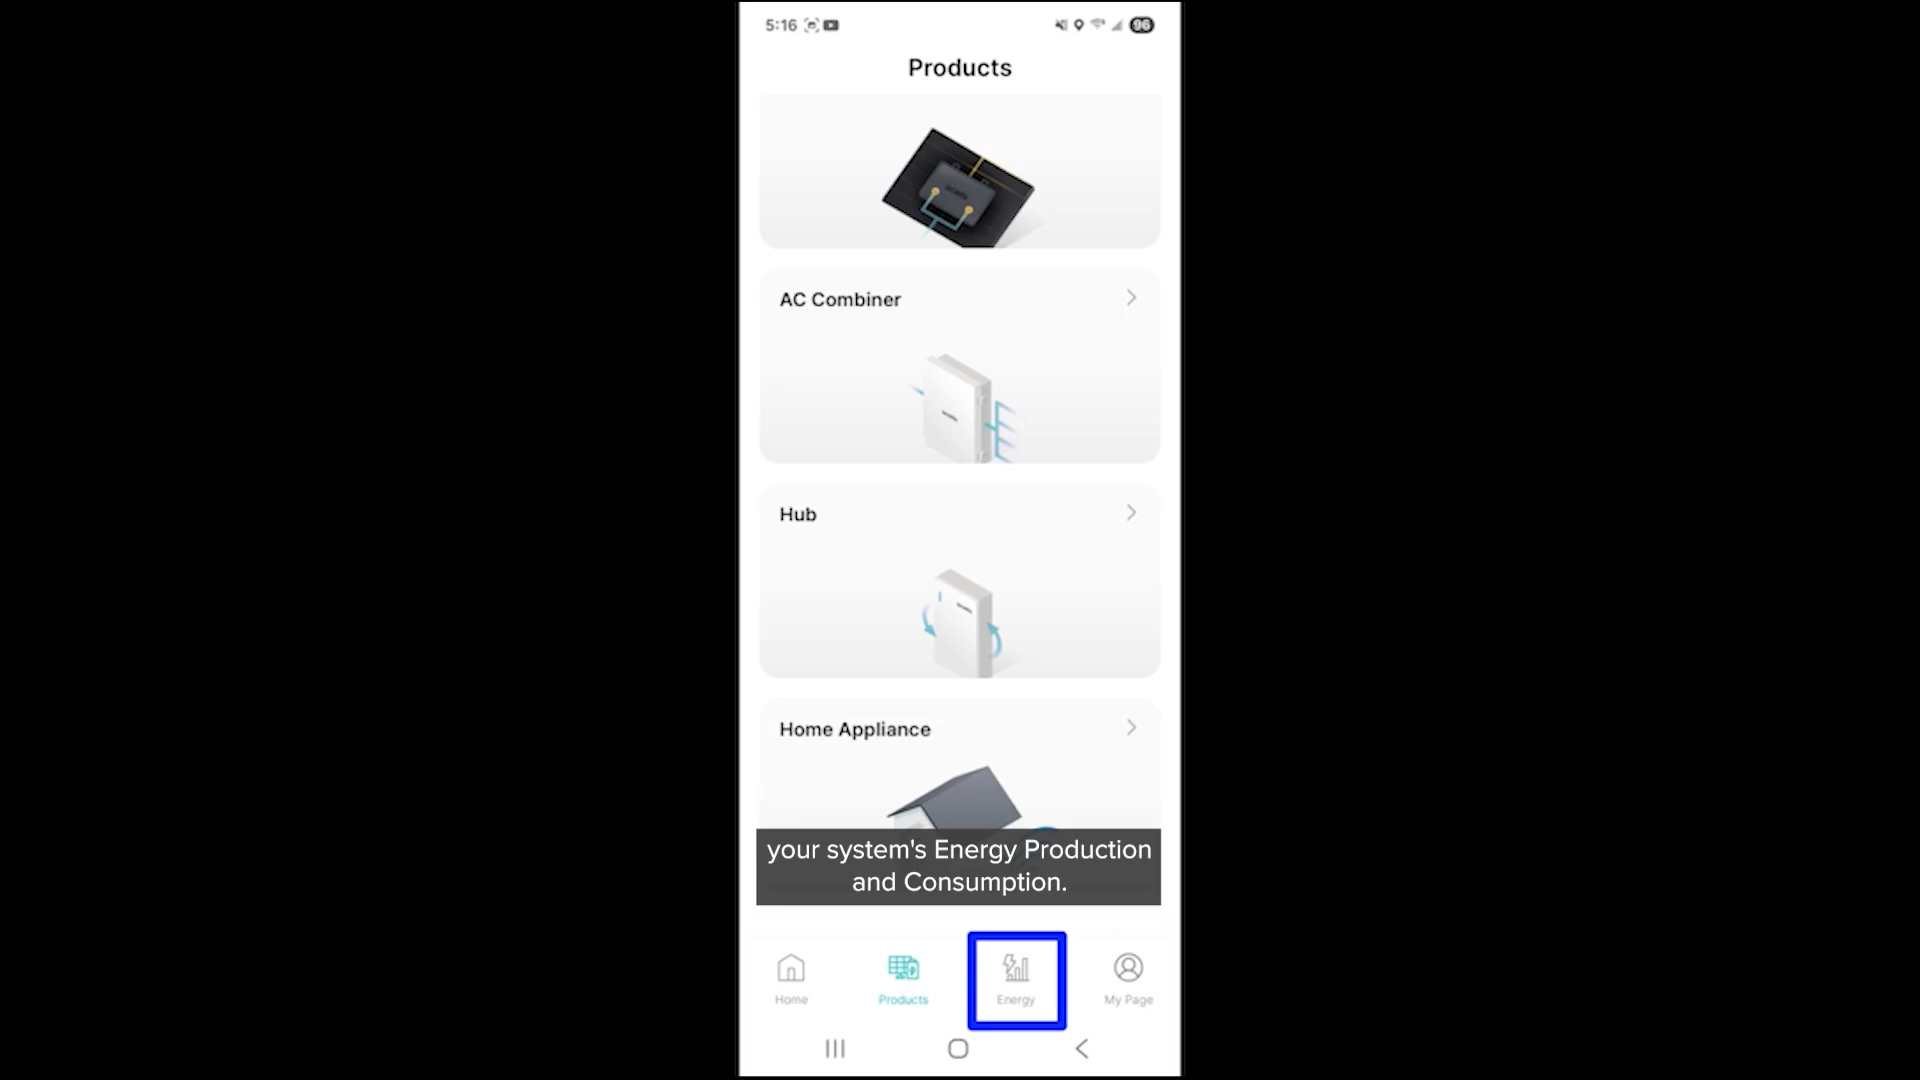 5:16
96
Products
AC Combiner
Hub
Home Appliance
your system's Energy Production
and Consumption.
Home
Products
Energy
My Page